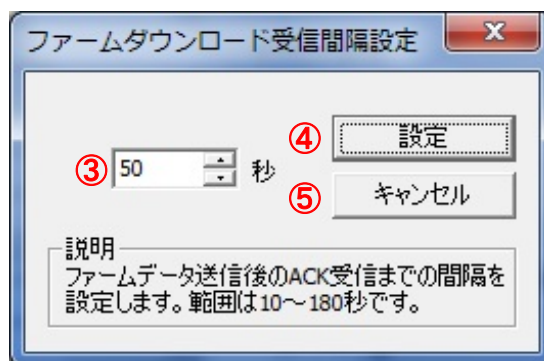 ファームダウンロード受信間隔設定
③ 50 秒
④ 設定
⑤ キャンセル
説明
ファームデータ送信後のACK受信までの間隔を
設定します。範囲は10～180秒です。